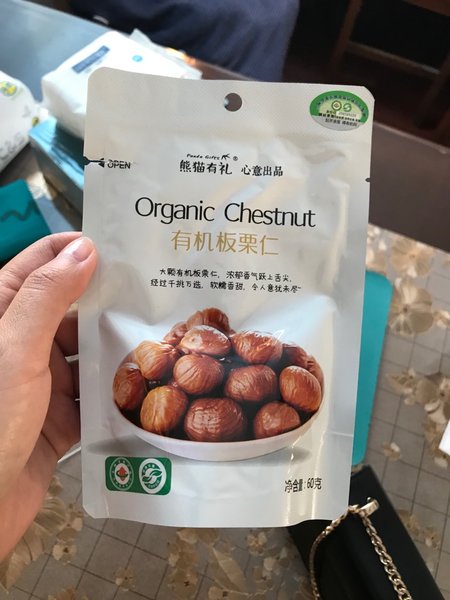 OPEN
Panda Gifts
熊猫有礼® 心意出品
Organic Chestnut
有机板栗仁
大颗有机板栗仁，浓郁香气跃上舌尖，
经过千挑万选，软糯香甜，令人意犹未尽~
净含量：60克